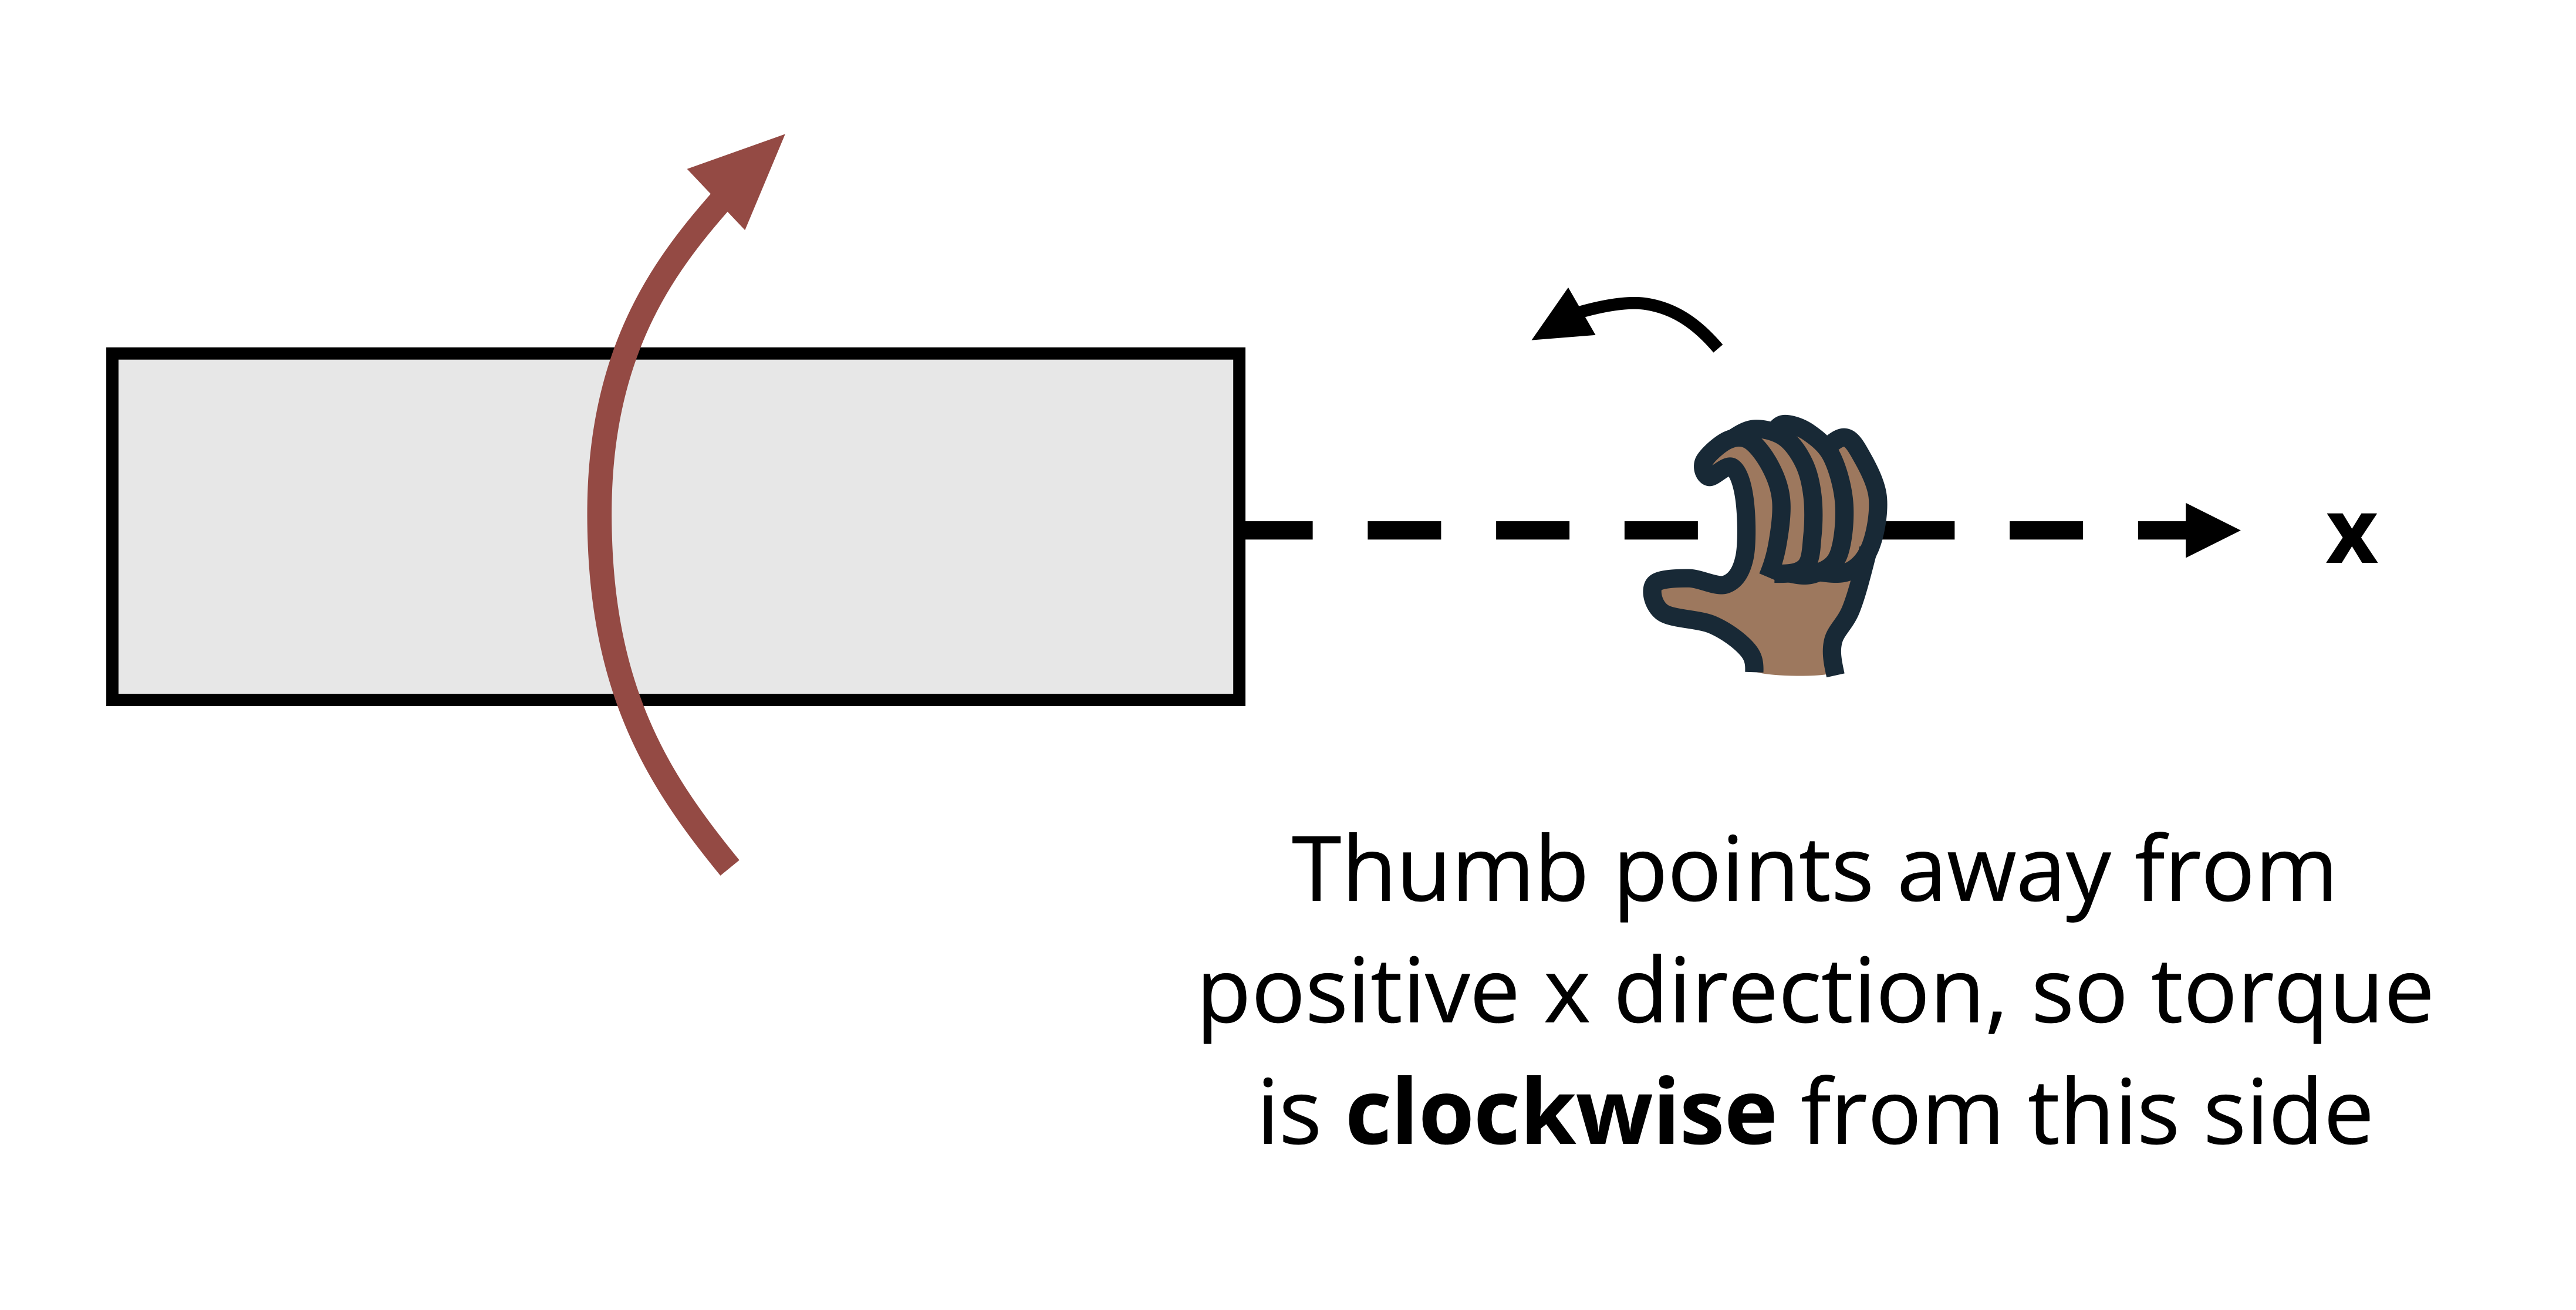 x
Thumb points away from
positive x direction, so torque
is clockwise from this side